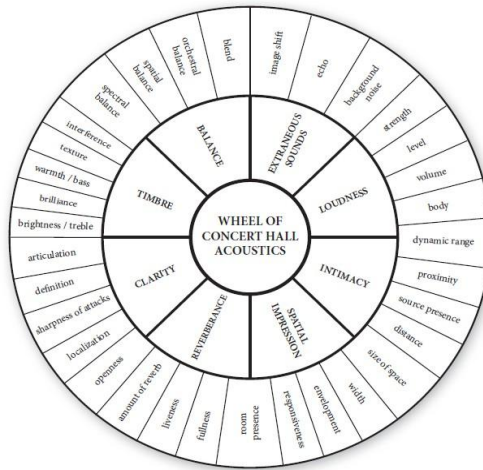 WHEEL OF
CONCERT HALL
ACOUSTICS
BALANCE
EXTRANEOUS
SOUNDS
LOUDNESS
INTIMACY
SPATIAL
IMPRESSION
REVERBERANCE
CLARITY
TIMBRE
image shift
echo
background
noise
strength
level
volume
body
dynamic range
proximity
source presence
distance
size of space
width
envelopment
responsiveness
room
presence
fullness
liveness
amount of reverb
openness
localization
sharpness of attacks
definition
articulation
brightness / treble
brilliance
warmth / bass
texture
interference
spectral
balance
spatial
balance
orchestral
balance
blend